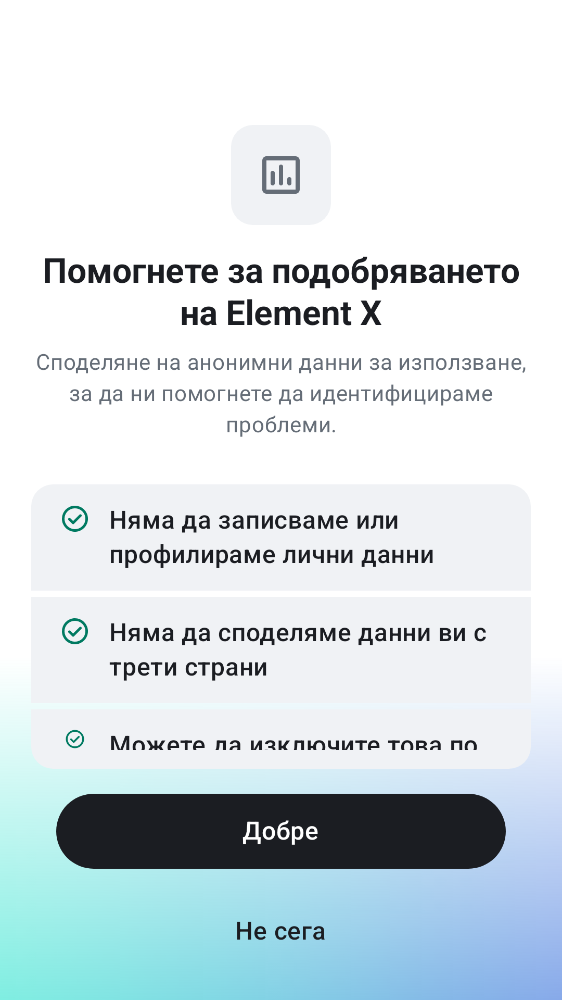 Помогнете за подобряването
на Element X
Споделяне на анонимни данни за използване,
за да ни помогнете да идентифицираме
проблеми.
Няма да записваме или
профилираме лични данни
Няма да споделяме данни ви с
трети страни
Можете да изключите това по
Добре
Не сега